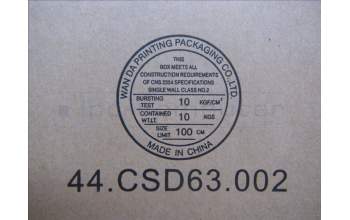 WAN DA PRINTING PACKAGING CO., LTD.
THIS
BOX MEETS ALL
CONSTRUCTION REQUIREMENTS
OF CNS 2354 SPECIFICATIONS
SINGLE WALL CLASS NO.2
BURSTING TEST 10 KGF/CM²
CONTAINED WT.LT. 10 KGS
SIZE LIMIT 100 CM
MADE IN CHINA
44.CSD63.002